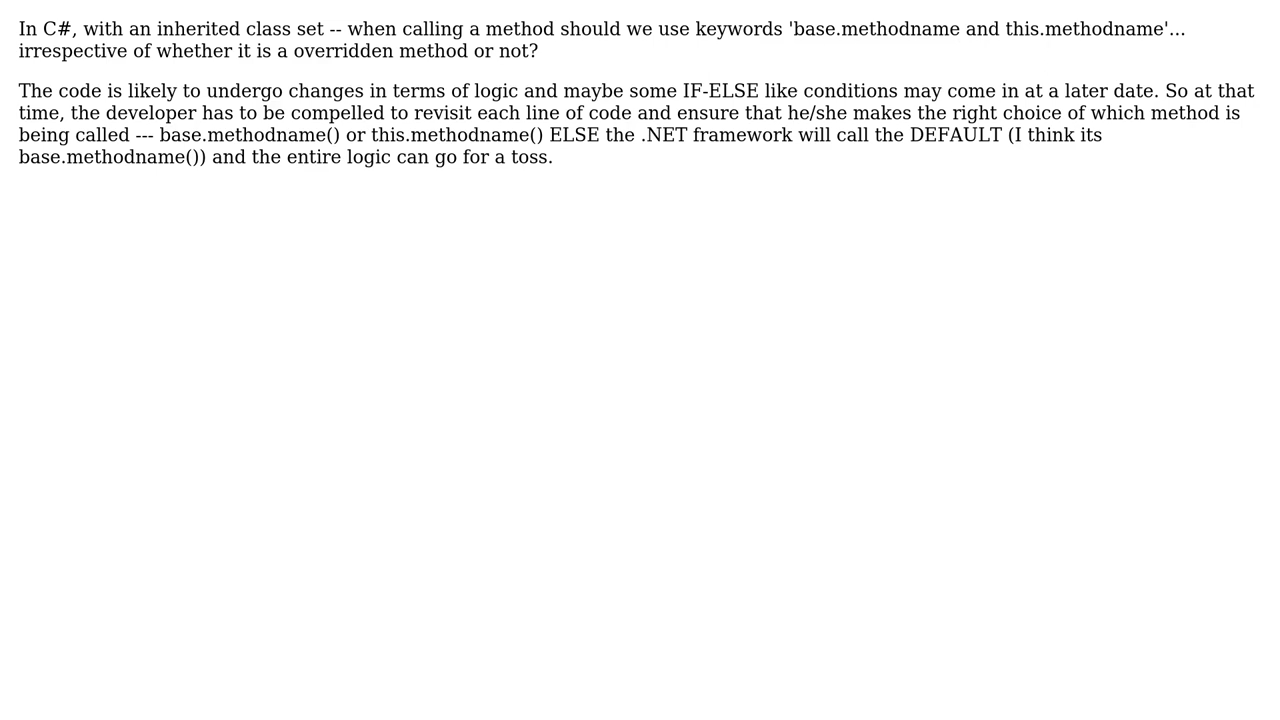 In C#, with an inherited class set -- when calling a method should we use keywords 'base.methodname and this.methodname'...
irrespective of whether it is a overridden method or not?
The code is likely to undergo changes in terms of logic and maybe some IF-ELSE like conditions may come in at a later date. So at that
time, the developer has to be compelled to revisit each line of code and ensure that he/she makes the right choice of which method is
being called --- base.methodname() or this.methodname() ELSE the .NET framework will call the DEFAULT (I think its
base.methodname()) and the entire logic can go for a toss.